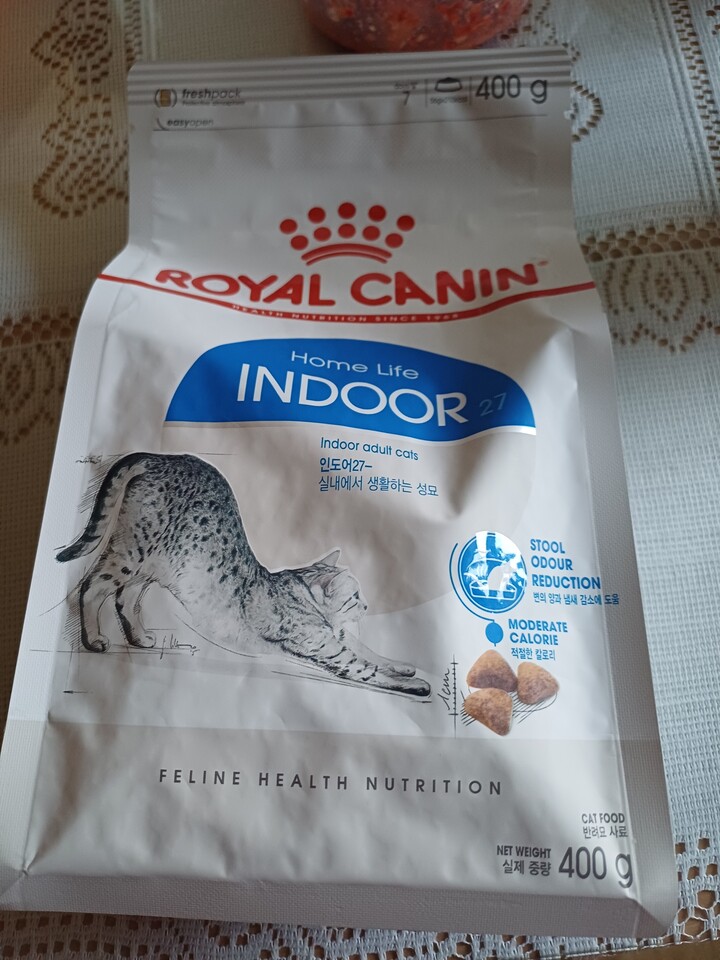 freshpack
easyopen
7
400 g
ROYAL CANIN
HEALTH NUTRITION SINCE 1968
Home Life
INDOOR 27
Indoor adult cats
인도어27-
실내에서 생활하는 성묘
STOOL
ODOUR
REDUCTION
변의 양과 냄새 감소에 도움
MODERATE
CALORIE
적절한 칼로리
1cm
FELINE HEALTH NUTRITION
CAT FOOD
반려묘 사료
NET WEIGHT
실제 중량
400 g